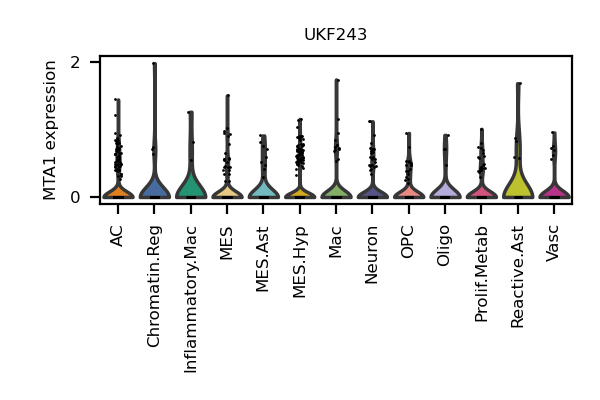 UKF243
MTA1 expression
2
0
AC
Chromatin.Reg
Inflammatory.Mac
MES
MES.Ast
MES.Hyp
Mac
Neuron
OPC
Oligo
Prolif.Metab
Reactive.Ast
Vasc